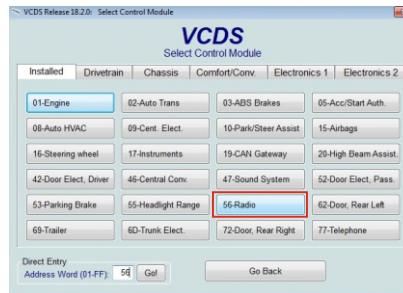 VCDS Release 18.2.0: Select Control Module
VCDS
Select Control Module
Installed Drivetrain Chassis Comfort/Conv. Electronics 1 Electronics 2
01-Engine 02-Auto Trans 03-ABS Brakes 05-Acc/Start Auth.
08-Auto HVAC 09-Cent. Elect. 10-Park/Steer Assist 15-Airbags
16-Steering wheel 17-Instruments 19-CAN Gateway 20-High Beam Assist.
42-Door Elect, Driver 46-Central Conv. 47-Sound System 52-Door Elect, Pass.
53-Parking Brake 55-Headlight Range 56-Radio 62-Door, Rear Left
69-Trailer 6D-Trunk Elect. 72-Door, Rear Right 77-Telephone
Direct Entry
Address Word (01-FF): 56 Go! Go Back